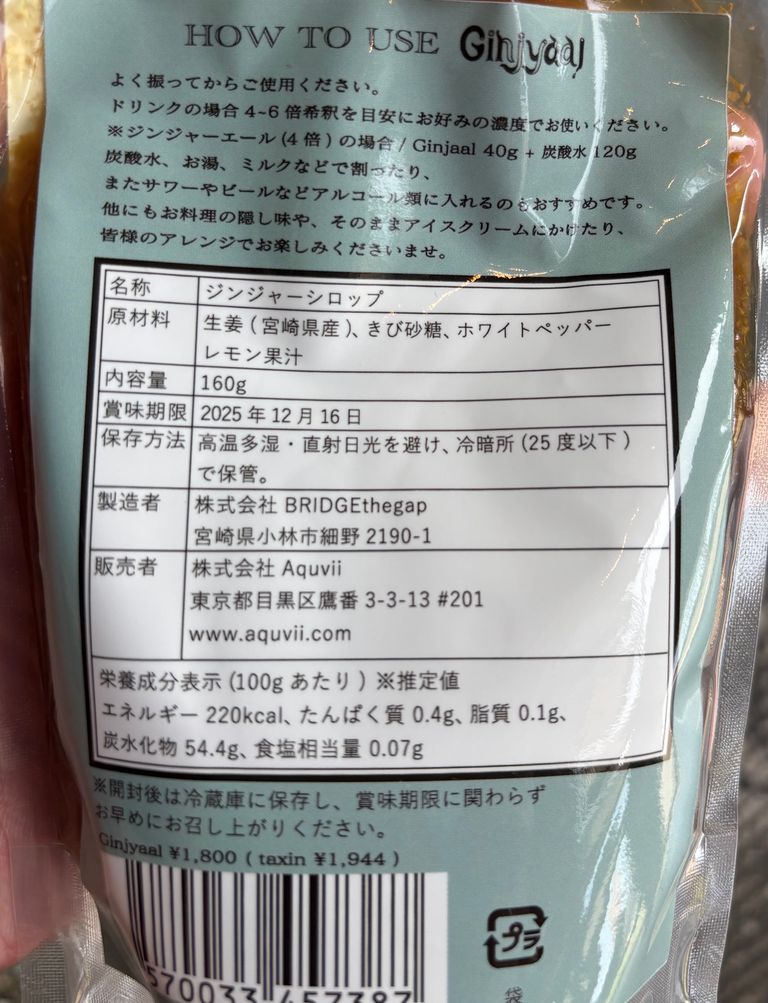 HOW TO USE Ginjyaal
よく振ってからご使用ください。
ドリンクの場合 4~6 倍希釈を目安にお好みの濃度でお使いください。
※ジンジャーエール (4 倍 ) の場合 / Ginjaal 40g + 炭酸水 120g
炭酸水、お湯、ミルクなどで割ったり、
またサワーやビールなどアルコール類に入れるのもおすすめです。
他にもお料理の隠し味や、そのままアイスクリームにかけたり、
皆様のアレンジでお楽しみくださいませ。
名称 ジンジャーシロップ
原材料 生姜 ( 宮崎県産 )、きび砂糖、ホワイトペッパー
レモン果汁
内容量 160g
賞味期限 2025 年 12 月 16 日
保存方法 高温多湿・直射日光を避け、冷暗所 (25 度以下 )
で保管。
製造者 株式会社 BRIDGEthegap
宮崎県小林市細野 2190-1
販売者 株式会社 Aquvii
東京都目黒区鷹番 3-3-13 #201
www.aquvii.com
栄養成分表示 (100g あたり ) ※推定値
エネルギー 220kcal、たんぱく質 0.4g、脂質 0.1g、
炭水化物 54.4g、食塩相当量 0.07g
※開封後は冷蔵庫に保存し、賞味期限に関わらず
お早めにお召し上がりください。
Ginjyaal ¥1,800 ( taxin ¥1,944 )
570033 457387
プラ
袋